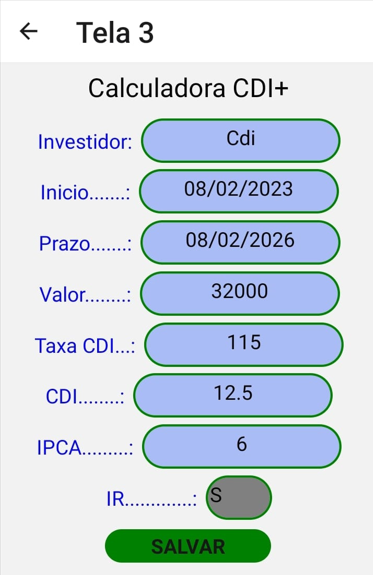 Tela 3
Calculadora CDI+
Investidor: Cdi
Inicio.......: 08/02/2023
Prazo.......: 08/02/2026
Valor........: 32000
Taxa CDI...: 115
CDI........: 12.5
IPCA.........: 6
IR.............: S
SALVAR